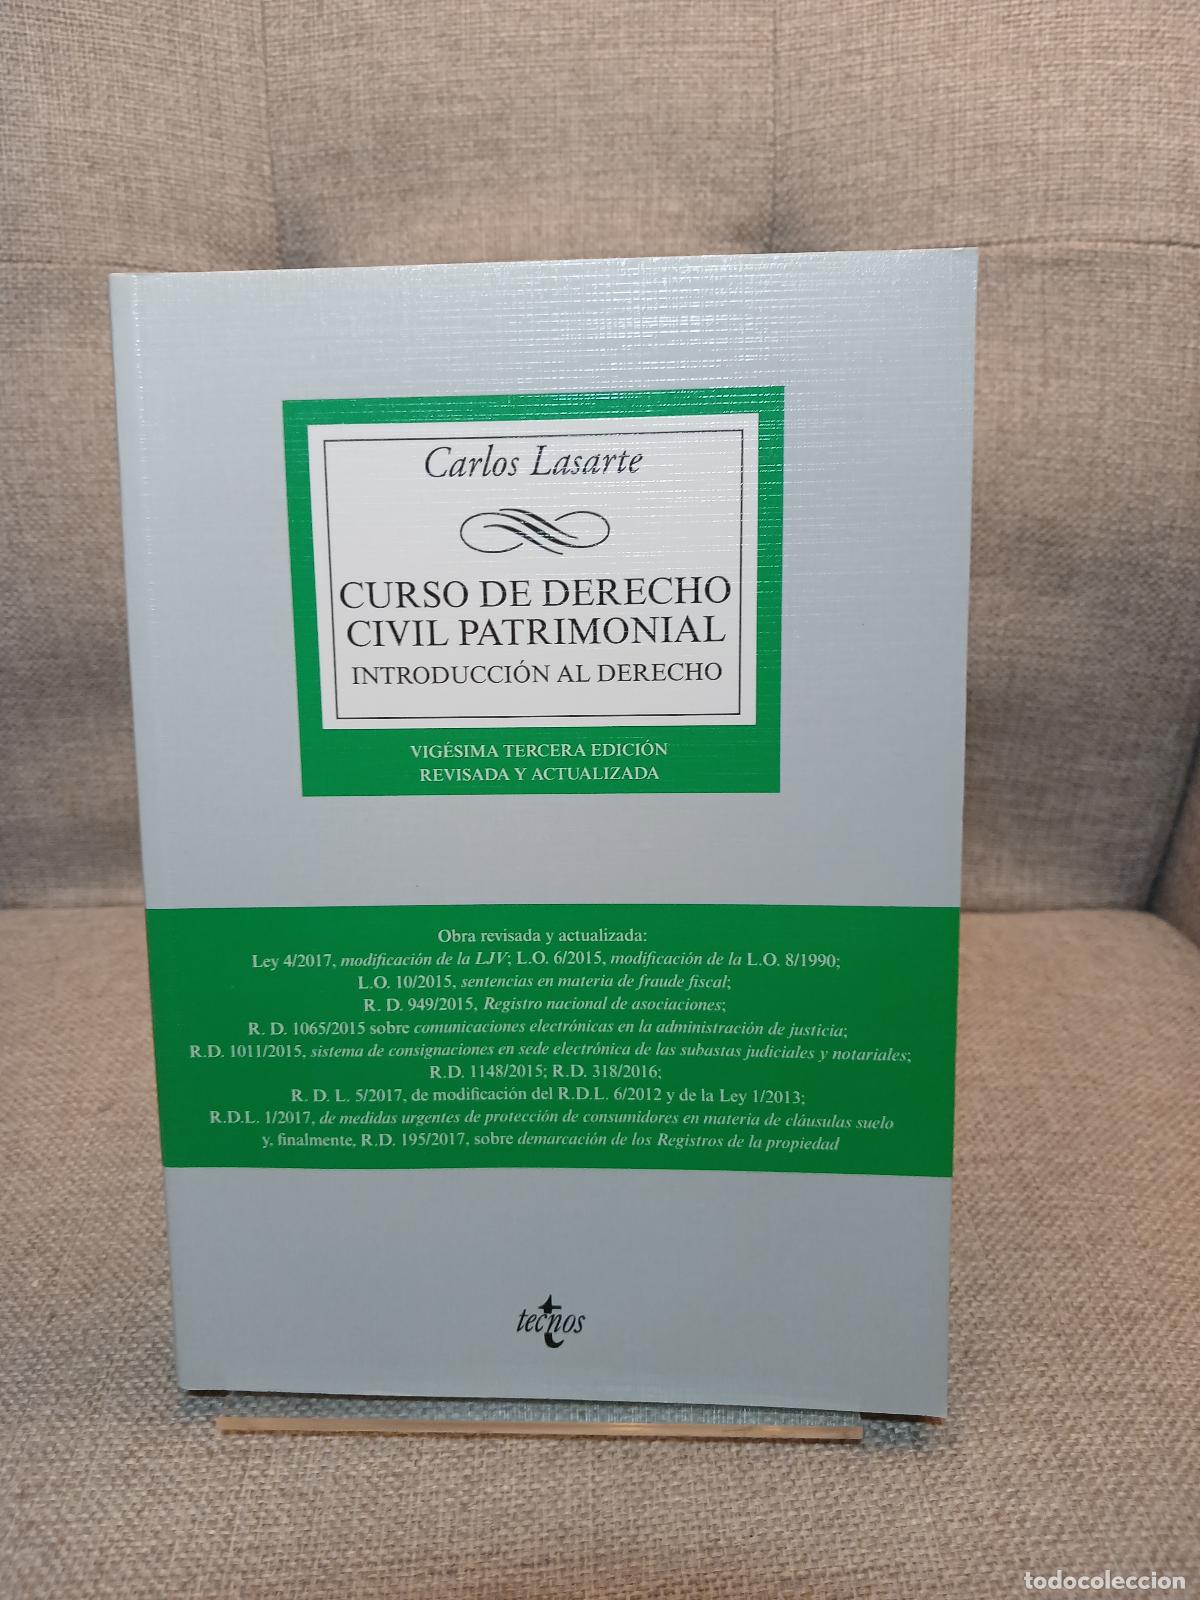 Carlos Lasarte
CURSO DE DERECHO
CIVIL PATRIMONIAL
INTRODUCCIÓN AL DERECHO
VIGÉSIMA TERCERA EDICIÓN
REVISADA Y ACTUALIZADA
Obra revisada y actualizada:
Ley 4/2017, modificación de la LJV; L.O. 6/2015, modificación de la L.O. 8/1990;
L.O. 10/2015, sentencias en materia de fraude fiscal;
R. D. 949/2015, Registro nacional de asociaciones;
R. D. 1065/2015 sobre comunicaciones electrónicas en la administración de justicia;
R.D. 1011/2015, sistema de consignaciones en sede electrónica de las subastas judiciales y notariales;
R.D. 1148/2015; R.D. 318/2016;
R. D. L. 5/2017, de modificación del R.D.L. 6/2012 y de la Ley 1/2013;
R.D.L. 1/2017, de medidas urgentes de protección de consumidores en materia de cláusulas suelo
y, finalmente, R.D. 195/2017, sobre demarcación de los Registros de la propiedad
tecnos
todocoleccion